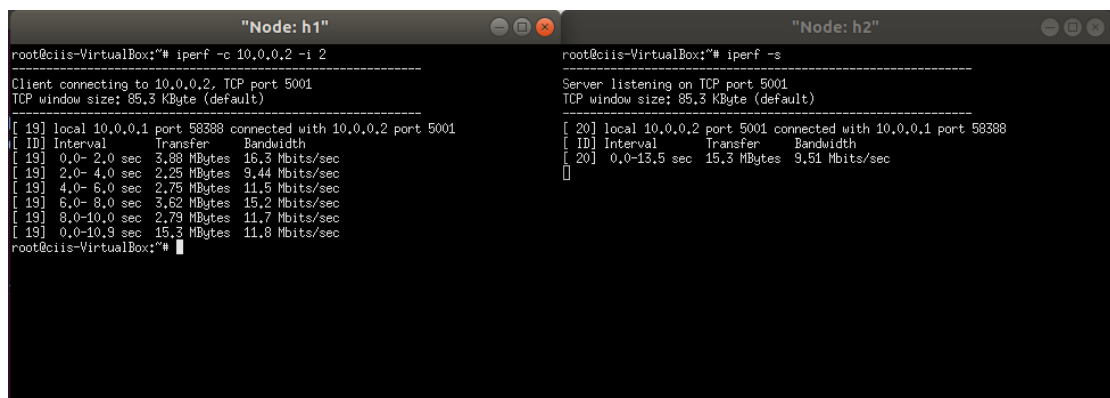 "Node: h1"
root@ciis-VirtualBox:~# iperf -c 10.0.0.2 -i 2
------------------------------------------------------------
Client connecting to 10.0.0.2, TCP port 5001
TCP window size: 85.3 KByte (default)
------------------------------------------------------------
[ 19] local 10.0.0.1 port 58388 connected with 10.0.0.2 port 5001
[ ID] Interval       Transfer     Bandwidth
[ 19]  0.0- 2.0 sec  3.88 MBytes  16.3 Mbits/sec
[ 19]  2.0- 4.0 sec  2.25 MBytes  9.44 Mbits/sec
[ 19]  4.0- 6.0 sec  2.75 MBytes  11.5 Mbits/sec
[ 19]  6.0- 8.0 sec  3.62 MBytes  15.2 Mbits/sec
[ 19]  8.0-10.0 sec  2.79 MBytes  11.7 Mbits/sec
[ 19]  0.0-10.9 sec  15.3 MBytes  11.8 Mbits/sec
root@ciis-VirtualBox:~#
"Node: h2"
root@ciis-VirtualBox:~# iperf -s
------------------------------------------------------------
Server listening on TCP port 5001
TCP window size: 85.3 KByte (default)
------------------------------------------------------------
[ 20] local 10.0.0.2 port 5001 connected with 10.0.0.1 port 58388
[ ID] Interval       Transfer     Bandwidth
[ 20]  0.0-13.5 sec  15.3 MBytes  9.51 Mbits/sec